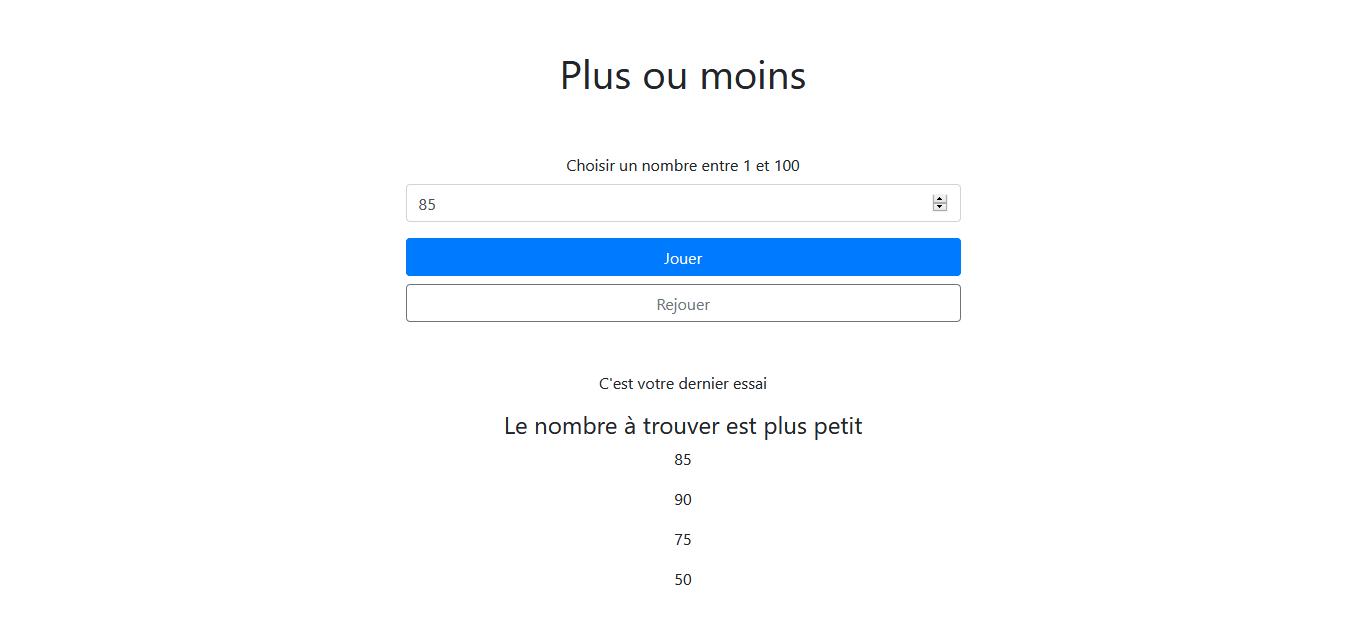 Plus ou moins
Choisir un nombre entre 1 et 100
85
Jouer
Rejouer
C'est votre dernier essai
Le nombre à trouver est plus petit
85
90
75
50